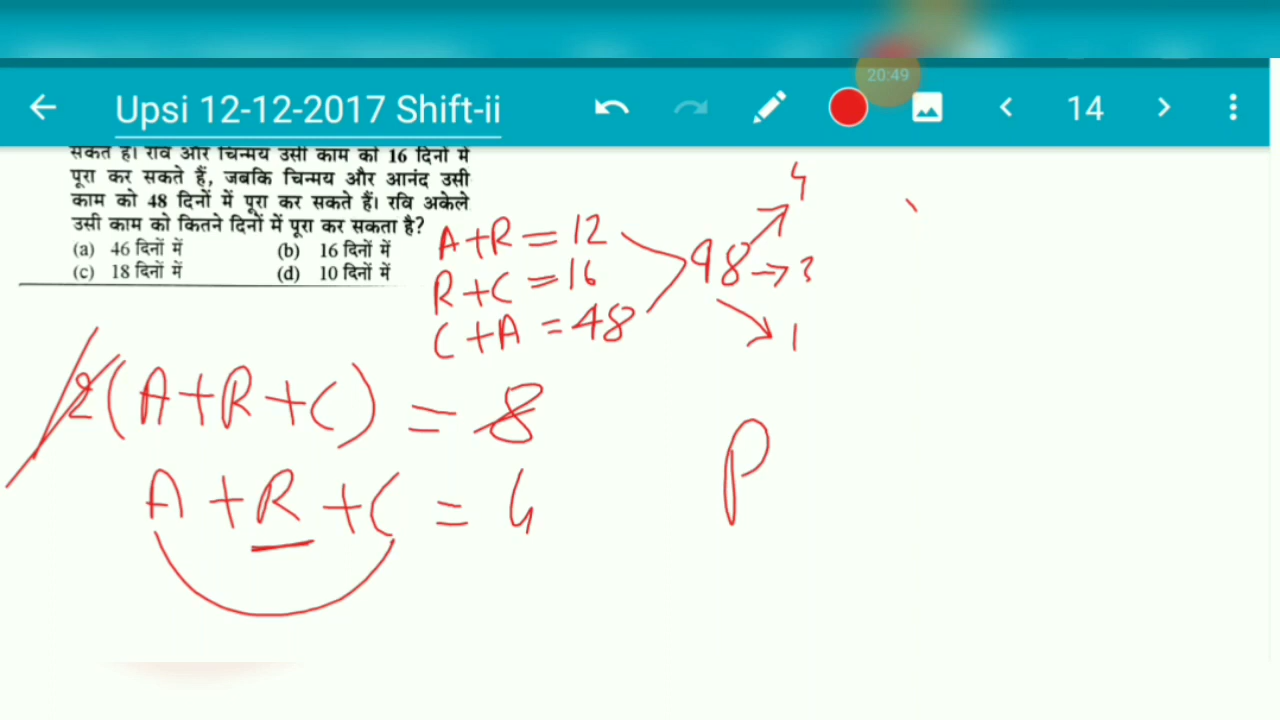 20:49
Upsi 12-12-2017 Shift-ii
14
सकते हैं। रवि और चिन्मय उसी काम को 16 दिनों में
पूरा कर सकते हैं, जबकि चिन्मय और आनंद उसी
काम को 48 दिनों में पूरा कर सकते हैं। रवि अकेले
उसी काम को कितने दिनों में पूरा कर सकता है?
(a) 46 दिनों में (b) 16 दिनों में
(c) 18 दिनों में (d) 10 दिनों में
A+R = 12
R+C = 16
C+A = 48
98
4
3
1
2(A+R+C) = 8
A+R+C = 4
P